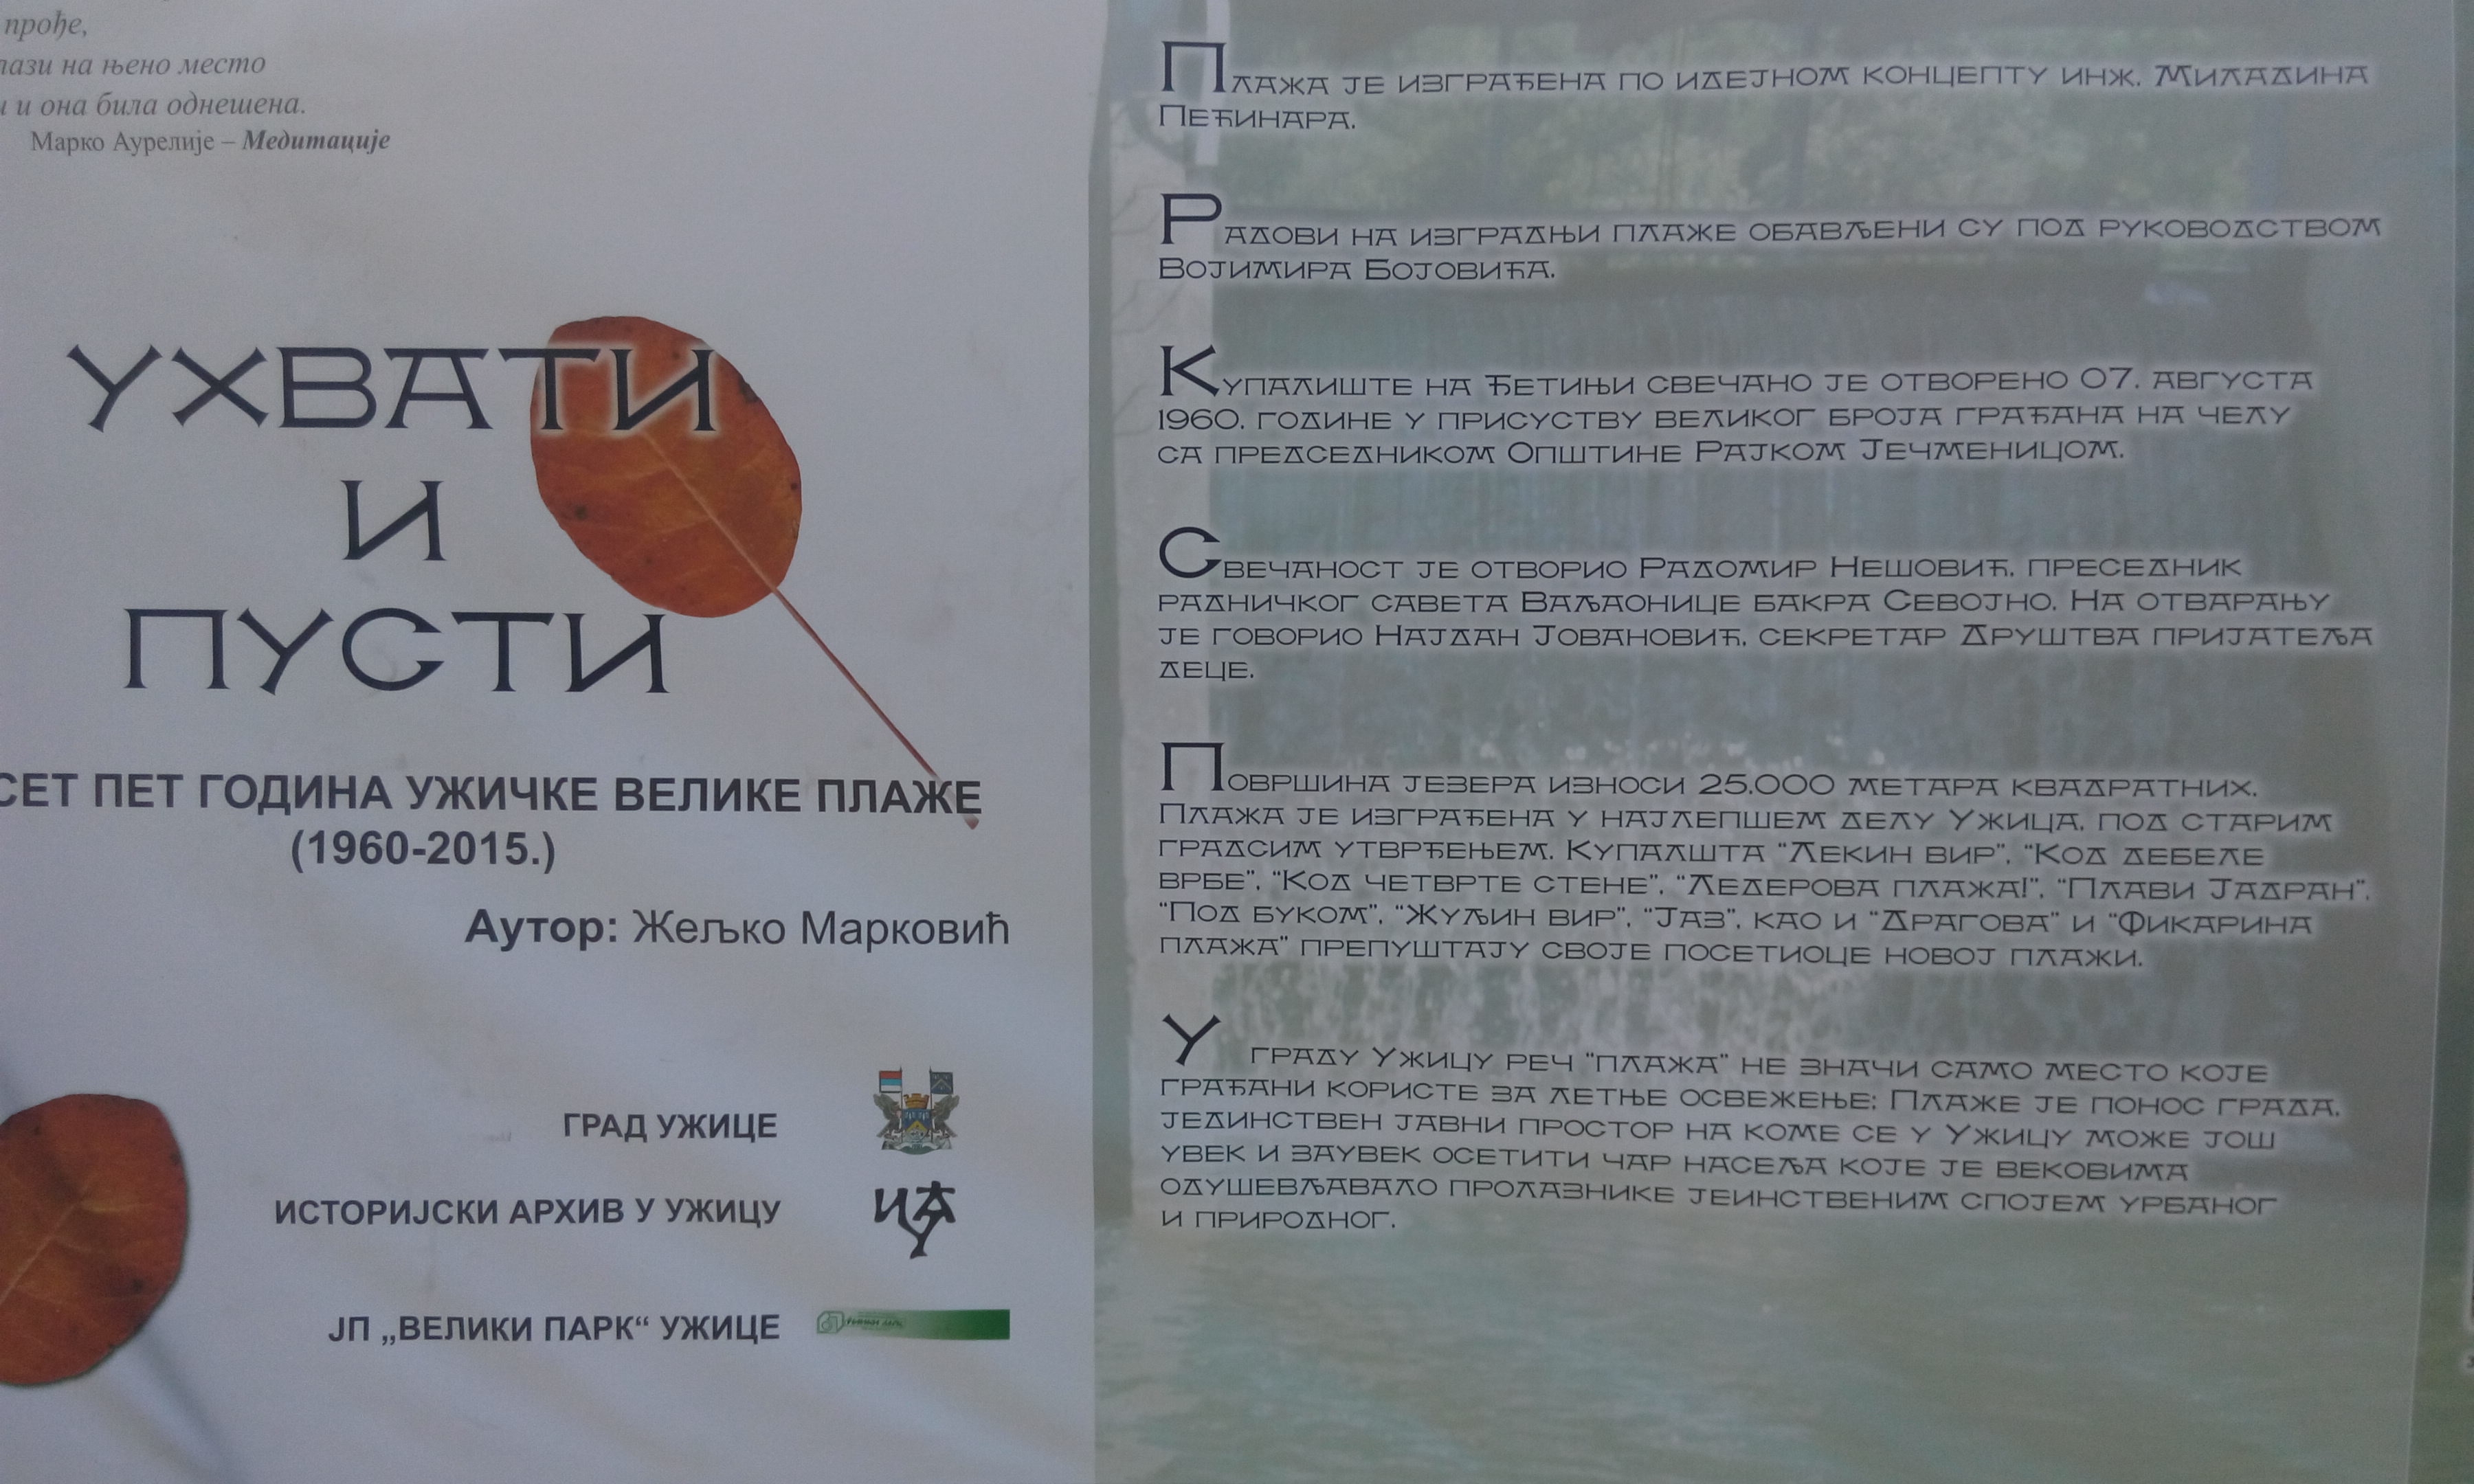 прође,
на њено место
и она била однешена.
Марко Аурелије – Медитације
УХВАТИ
И
ПУСТИ
ПЕТ ГОДИНА УЖИЧКЕ ВЕЛИКЕ ПЛАЖЕ
(1960-2015.)
Аутор: Жељко Марковић
ГРАД УЖИЦЕ
ИСТОРИЈСКИ АРХИВ У УЖИЦУ
ИАУ
ЈП „ВЕЛИКИ ПАРК“ УЖИЦЕ
Плажа је изграђена по идејном концепту инж. Миладина
Пећинара.
Радови на изградњи плаже обављени су под руководством
Војимира Бојовића.
Купалиште на Ђетињи свечано је отворено 07. августа
1960. године у присуству великог броја грађана на челу
са председником Општине Рајком Јечменицом.
Свечаност је отворио Радомир Нешовић, преседник
радничког савета Ваљаонице бакра Севојно. На отварању
је говорио Најдан Јовановић, секретар Друштва пријатеља
деце.
Површина језера износи 25.000 метара квадратних.
Плажа је изграђена у најлепшем делу Ужица, под старим
градсим утврђењем. Купалшта "Лекин вир", "Код дебеле
врбе", "Код четврте стене", "Ледерова плажа!", "Плави Јадран",
"Под буком", "Жуљин вир", "Јаз", као и "Драгова" и "Фикарина
плажа" препуштају своје посетиоце новој плажи.
У граду Ужицу реч "плажа" не значи само место које
грађани користе за летње освежење: Плаже је понос града,
јединствен јавни простор на коме се у Ужицу може још
увек и заувек осетити чар насеља које је вековима
одушевљавало пролазнике јеинственим спојем урбаног
и природног.